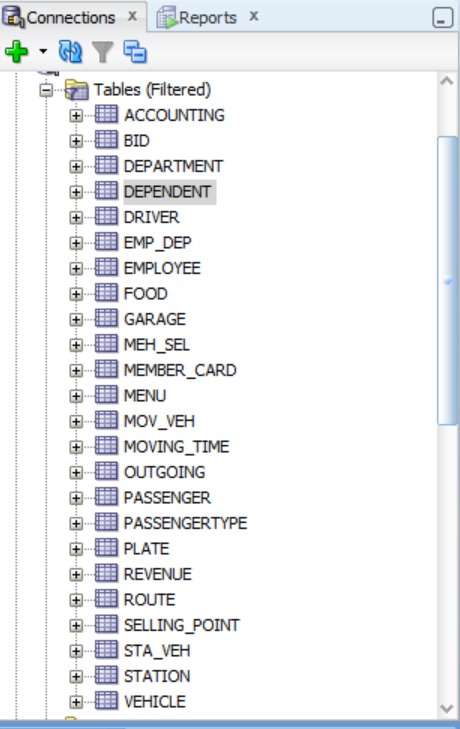 Connections x Reports x
Tables (Filtered)
ACCOUNTING
BID
DEPARTMENT
DEPENDENT
DRIVER
EMP_DEP
EMPLOYEE
FOOD
GARAGE
MEH_SEL
MEMBER_CARD
MENU
MOV_VEH
MOVING_TIME
OUTGOING
PASSENGER
PASSENGERTYPE
PLATE
REVENUE
ROUTE
SELLING_POINT
STA_VEH
STATION
VEHICLE